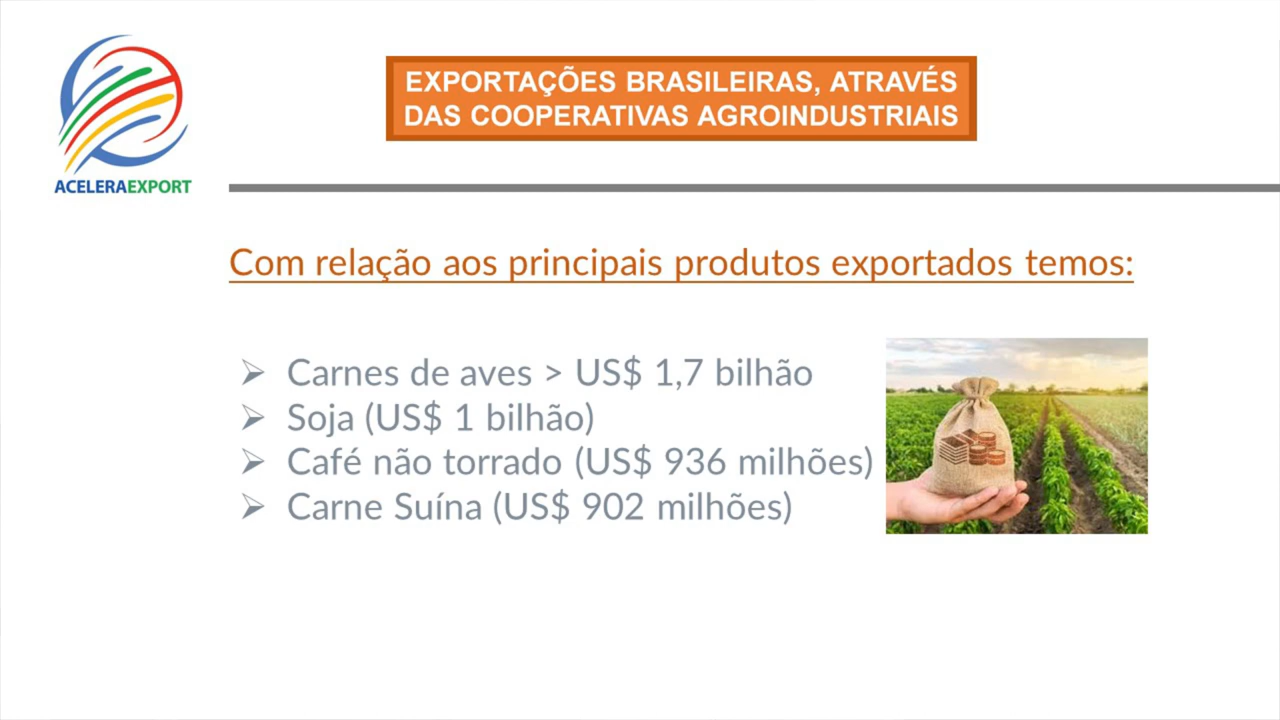 EXPORTAÇÕES BRASILEIRAS, ATRAVÉS
DAS COOPERATIVAS AGROINDUSTRIAIS
ACELERAEXPORT
Com relação aos principais produtos exportados temos:
➢ Carnes de aves > US$ 1,7 bilhão
➢ Soja (US$ 1 bilhão)
➢ Café não torrado (US$ 936 milhões)
➢ Carne Suína (US$ 902 milhões)